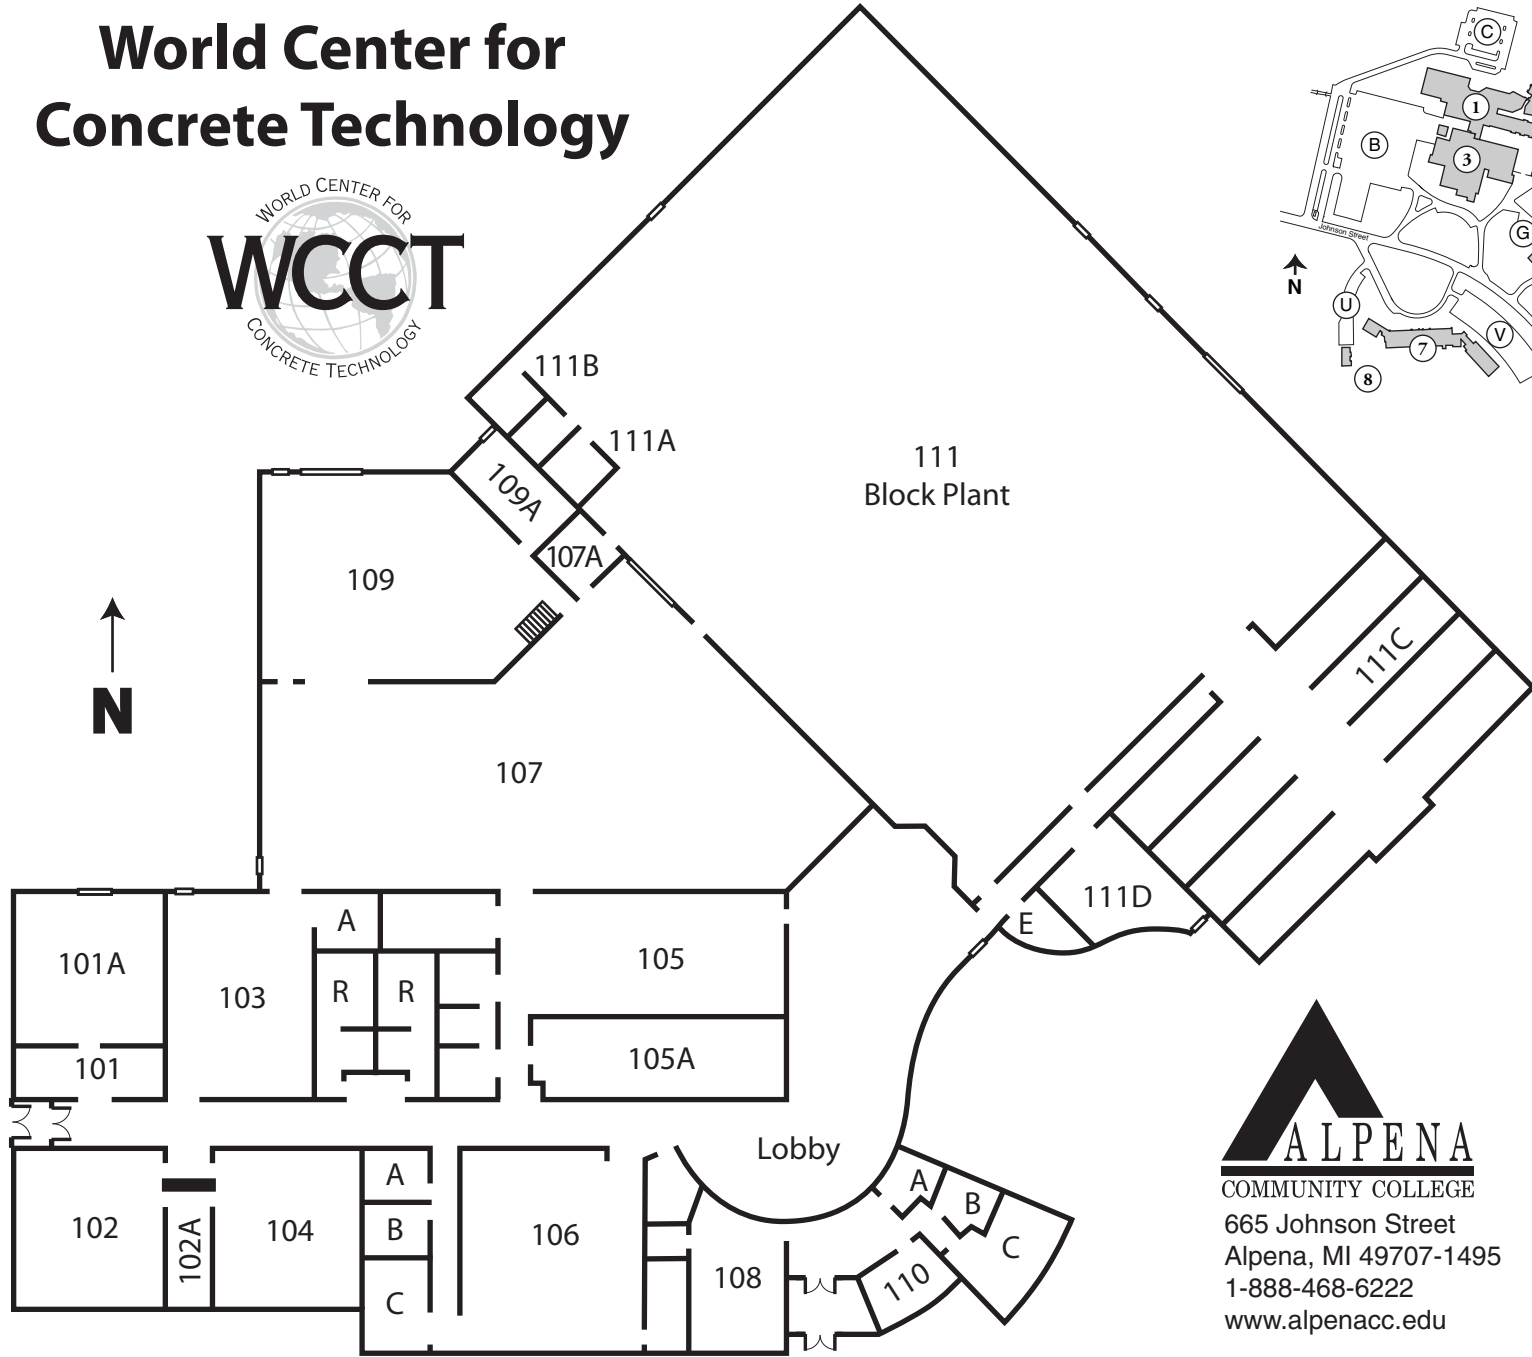 World Center for
Concrete Technology
WORLD CENTER FOR
WCCT
CONCRETE TECHNOLOGY
C
1
B
3
Johnson Street
G
N
U
V
7
8
111B
111A
109A
107A
111
Block Plant
109
N
107
111C
111D
E
A
101A
103
R
R
105
101
105A
Lobby
A
B
C
102
102A
104
A
B
C
106
108
110
ALPENA
COMMUNITY COLLEGE
665 Johnson Street
Alpena, MI 49707-1495
1-888-468-6222
www.alpenacc.edu